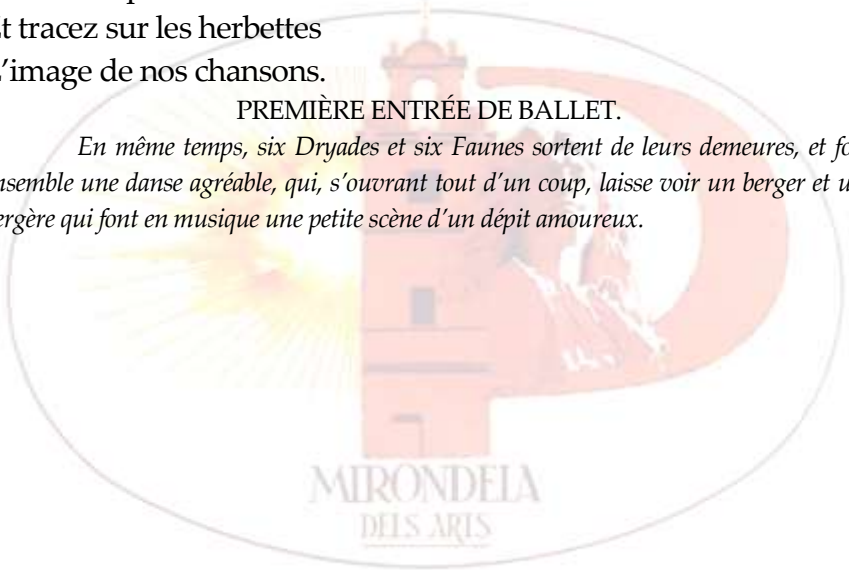 t tracez sur les herbettes
'image de nos chansons.
PREMIÈRE ENTRÉE DE BALLET.
En même temps, six Dryades et six Faunes sortent de leurs demeures, et fo
nsemble une danse agréable, qui, s'ouvrant tout d'un coup, laisse voir un berger et u
ergère qui font en musique une petite scène d'un dépit amoureux.
MIRONDELA
DELS ARTS